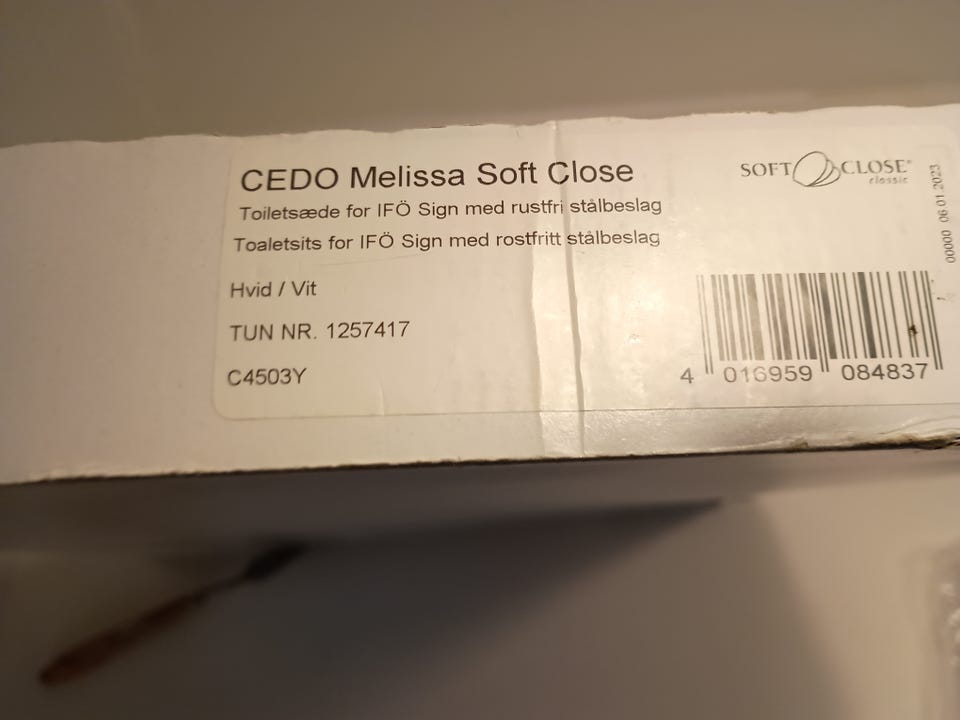 CEDO Melissa Soft Close
Toiletsæde for IFÖ Sign med rustfri stålbeslag
Toaletsits for IFÖ Sign med rostfritt stålbeslag
Hvid / Vit
TUN NR. 1257417
C4503Y
SOFT CLOSE®
classic
00000 06 01 2023
4 016959 084837